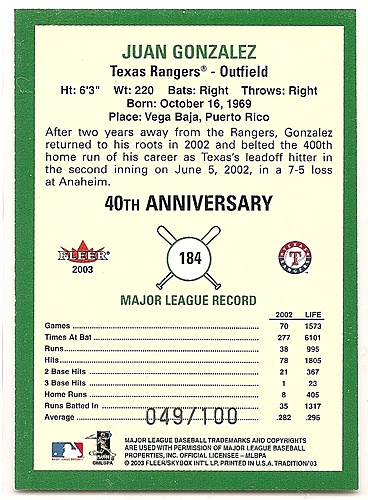 JUAN GONZALEZ
Texas Rangers® - Outfield
Ht: 6'3" Wt: 220 Bats: Right Throws: Right
Born: October 16, 1969
Place: Vega Baja, Puerto Rico
After two years away from the Rangers, Gonzalez
returned to his roots in 2002 and belted the 400th
home run of his career as Texas's leadoff hitter in
the second inning on June 5, 2002, in a 7-5 loss
at Anaheim.
40TH ANNIVERSARY
FLEER
2003
184
T
MAJOR LEAGUE RECORD
2002 LIFE
Games 70 1573
Times At Bat 277 6101
Runs 38 995
Hits 78 1805
2 Base Hits 21 367
3 Base Hits 1 23
Home Runs 8 405
Runs Batted In 35 1317
Average .282 .296
049/100
MAJOR LEAGUE BASEBALL TRADEMARKS AND COPYRIGHTS
ARE USED WITH PERMISSION OF MAJOR LEAGUE BASEBALL
PROPERTIES, INC. OFFICIAL LICENSEE – MLBPA
© 2003 FLEER/SKYBOX INT'L LP, PRINTED IN U.S.A. TRADITION/'03
©MLBPA